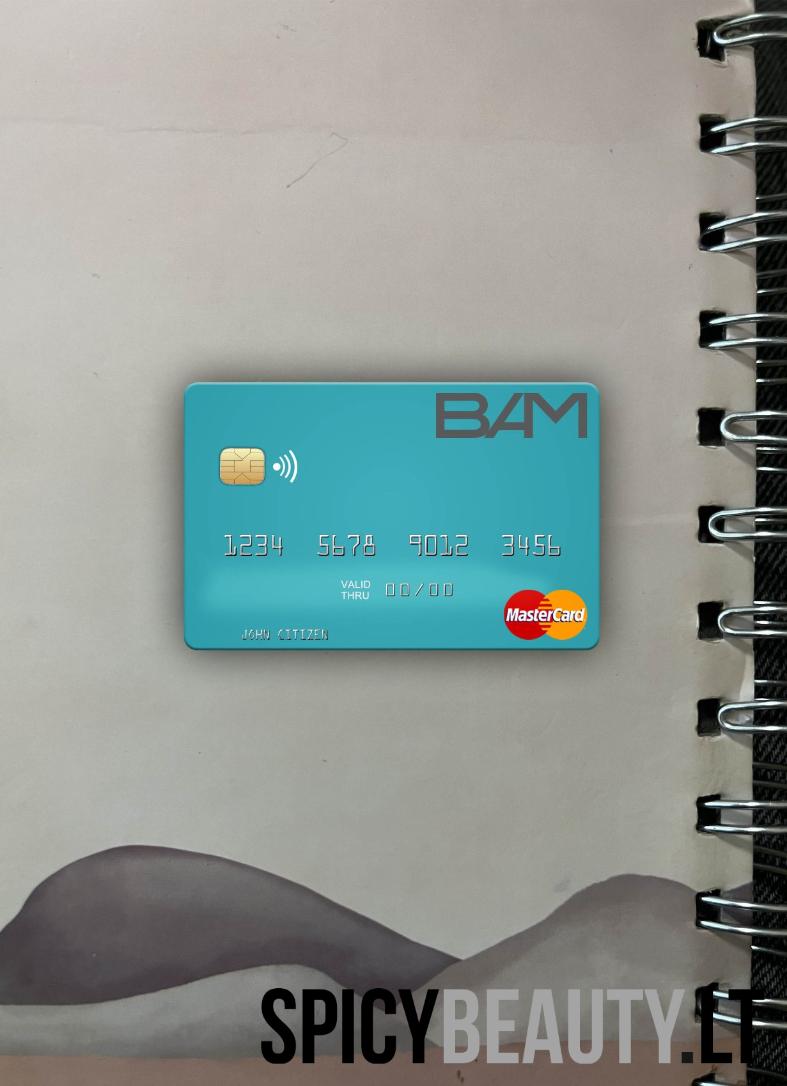 BAM
1234 5678 9012 3456
VALID
THRU 00/00
MasterCard
JOHN CITIZEN
SPICYBEAUTY.LT